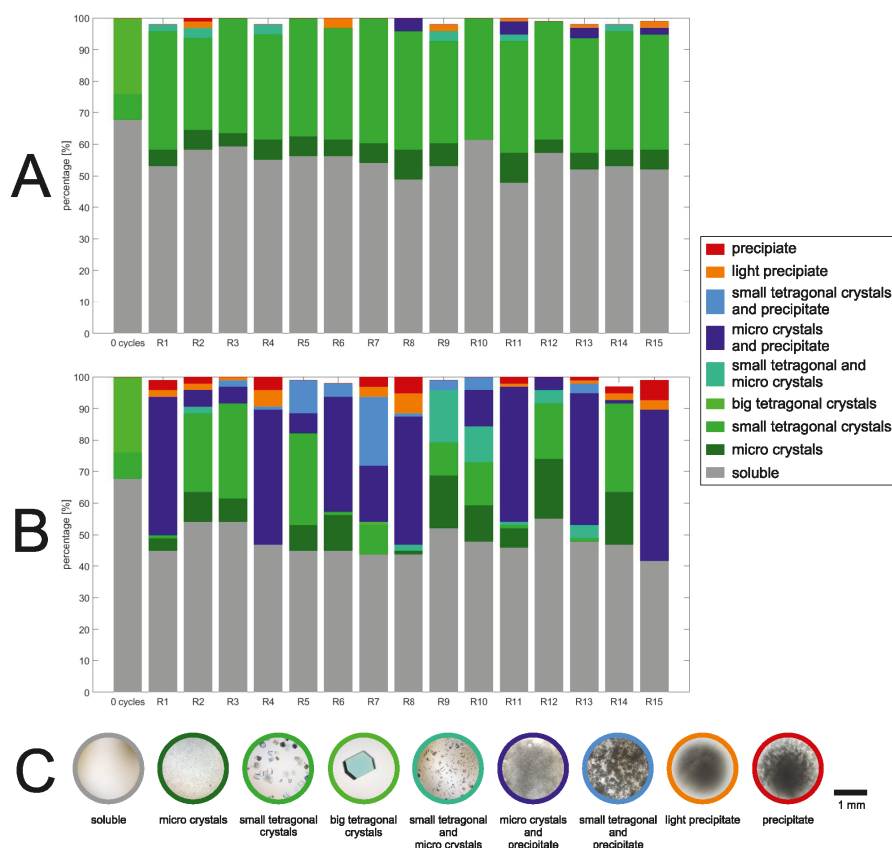 A
percentage [%]
100
90
80
70
60
50
40
30
20
10
0
0 cycles R1 R2 R3 R4 R5 R6 R7 R8 R9 R10 R11 R12 R13 R14 R15
precipiate
light precipiate
small tetragonal crystals
and precipitate
micro crystals
and precipitate
small tetragonal and
micro crystals
big tetragonal crystals
small tetragonal crystals
micro crystals
soluble
B
percentage [%]
100
90
80
70
60
50
40
30
20
10
0
0 cycles R1 R2 R3 R4 R5 R6 R7 R8 R9 R10 R11 R12 R13 R14 R15
C
soluble
micro crystals
small tetragonal
crystals
big tetragonal
crystals
small tetragonal
and
micro crystals
micro crystals
and
precipitate
small tetragonal
and
precipitate
light precipitate
precipitate
1 mm